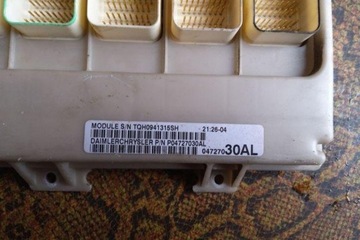 MODULE S/N TQH0941315SH 21:26-04
DAIMLERCHRYSLER P/N P04727030AL
04727030AL